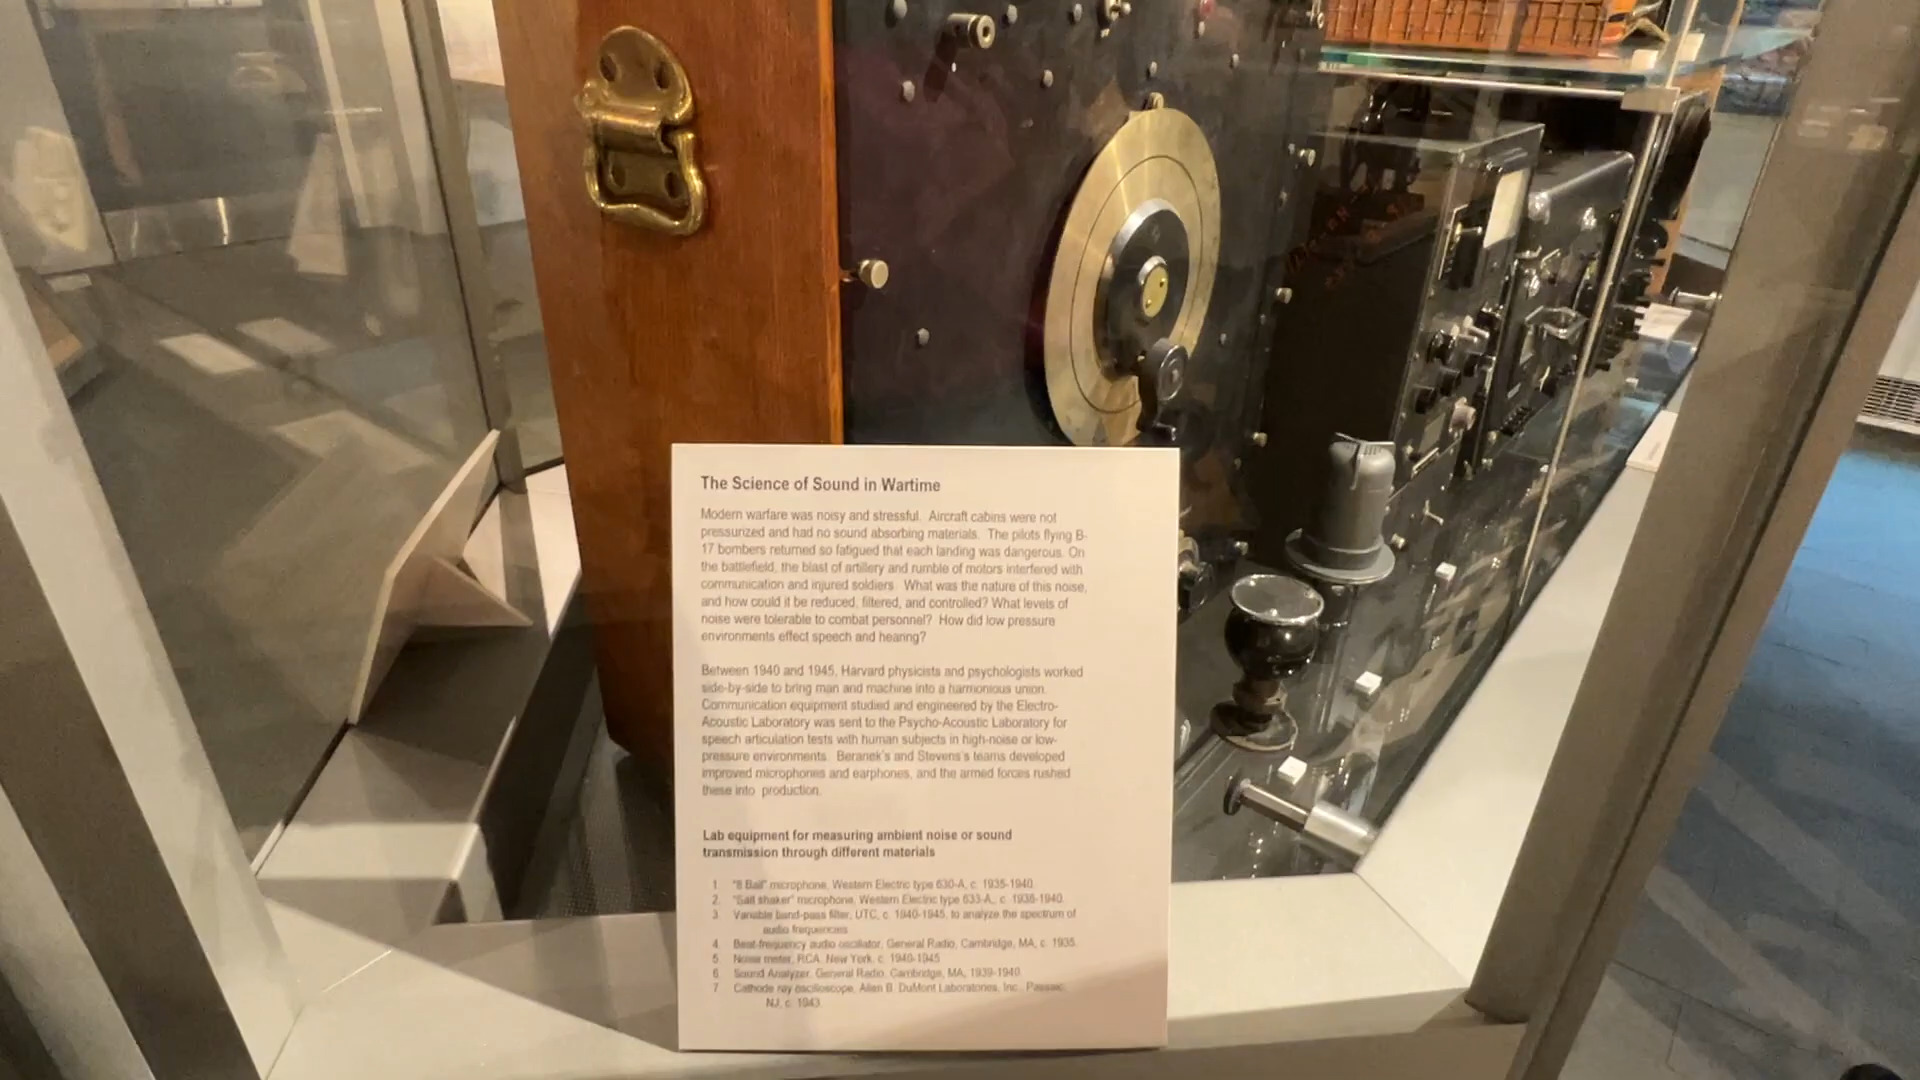 The Science of Sound in Wartime
Modern warfare was noisy and stressful. Aircraft cabins were not
pressurized and had no sound absorbing materials. The pilots flying B-
17 bombers returned so fatigued that each landing was dangerous. On
the battlefield, the blast of artillery and rumble of motors interfered with
communication and injured soldiers. What was the nature of this noise,
and how could it be reduced, filtered, and controlled? What levels of
noise were tolerable to combat personnel? How did low pressure
environments effect speech and hearing?
Between 1940 and 1945, Harvard physicists and psychologists worked
side-by-side to bring man and machine into a harmonious union.
Communication equipment studied and engineered by the Electro-
Acoustic Laboratory was sent to the Psycho-Acoustic Laboratory for
speech articulation tests with human subjects in high-noise or low-
pressure environments. Beranek's and Stevens's teams developed
improved microphones and earphones, and the armed forces rushed
these into production.
Lab equipment for measuring ambient noise or sound
transmission through different materials
1 "8 Ball" microphone, Western Electric type 630-A, c. 1935-1940.
2. "Salt shaker" microphone, Western Electric type 633-A, c. 1938-1940.
3 Variable band-pass filter, UTC, c. 1940-1945, to analyze the spectrum of
audio frequencies
4 Beat-frequency audio oscillator, General Radio, Cambridge, MA, c. 1935.
5 Noise meter, RCA, New York, c. 1940-1945
6 Sound Analyzer, General Radio, Cambridge, MA, 1939-1940
7 Cathode ray oscilloscope, Allen B. DuMont Laboratories, Inc., Passaic,
NJ, c. 1943